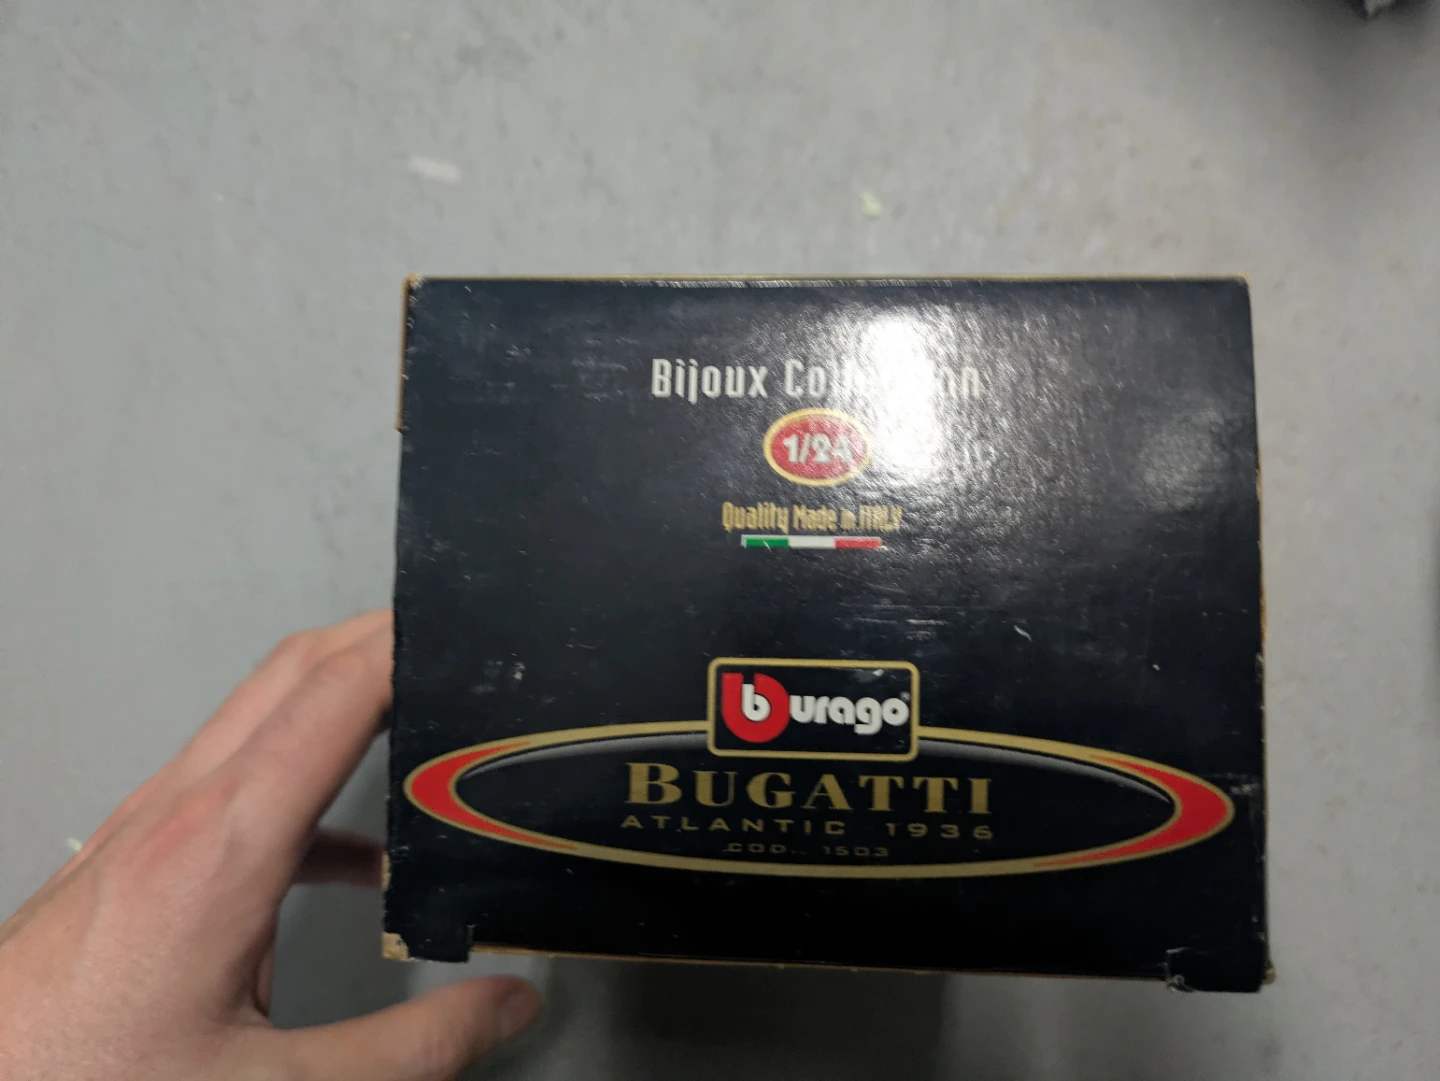 Bijoux
1/24
Quality Made in ITALY
burago
BUGATTI
ATLANTIC 1936
COD. 1503